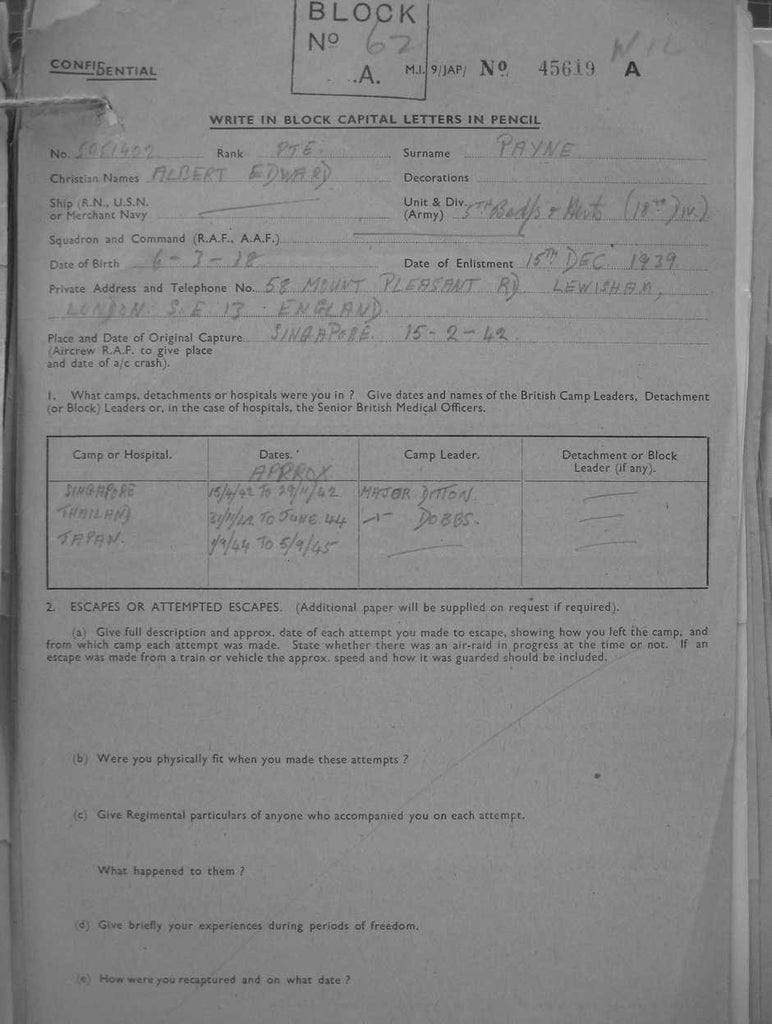 BLOCK
No 62
A.
CONFIDENTIAL
M.I. 9/JAP/ No. 45619 A
WRITE IN BLOCK CAPITAL LETTERS IN PENCIL
No. Rank PTE. Surname PAYNE
Christian Names ALBERT EDWARD Decorations
Ship (R.N., U.S.N. or Merchant Navy Unit & Div. (Army) 5TH Beds & Herts (18TH Div.)
Squadron and Command (R.A.F., A.A.F.)
Date of Birth 6-3-18 Date of Enlistment 15TH DEC 1939
Private Address and Telephone No. 58 MOUNT PLEASANT RD LEWISHAM,
LONDON S.E 13 ENGLAND.
Place and Date of Original Capture SINGAPORE. 15-2-42.
(Aircrew R.A.F. to give place
and date of a/c crash).
1. What camps, detachments or hospitals were you in ? Give dates and names of the British Camp Leaders, Detachment
(or Block) Leaders or, in the case of hospitals, the Senior British Medical Officers.
Camp or Hospital. Dates. Camp Leader. Detachment or Block Leader (if any).
APPROX
SINGAPORE 15/4/42 TO 29/11/42 MAJOR
THAILAND 31/11/42 TO JUNE 44 DOBBS.
JAPAN. 9/9/44 TO 5/9/45
2. ESCAPES OR ATTEMPTED ESCAPES. (Additional paper will be supplied on request if required).
(a) Give full description and approx. date of each attempt you made to escape, showing how you left the camp, and
from which camp each attempt was made. State whether there was an air-raid in progress at the time or not. If an
escape was made from a train or vehicle the approx. speed and how it was guarded should be included.
(b) Were you physically fit when you made these attempts ?
(c) Give Regimental particulars of anyone who accompanied you on each attempt.
What happened to them ?
(d) Give briefly your experiences during periods of freedom.
(e) How were you recaptured and on what date ?